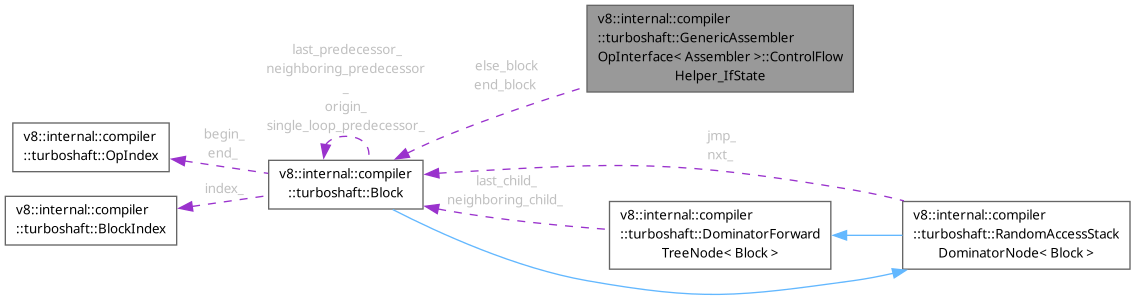 v8::internal::compiler
::turboshaft::GenericAssembler
OpInterface< Assembler >::ControlFlow
Helper_IfState
last_predecessor_
neighboring_predecessor
_
origin_
single_loop_predecessor_
else_block
end_block
v8::internal::compiler
::turboshaft::OpIndex
begin_
end_
jmp_
nxt_
v8::internal::compiler
::turboshaft::Block
index_
last_child_
neighboring_child_
v8::internal::compiler
::turboshaft::BlockIndex
v8::internal::compiler
::turboshaft::DominatorForward
TreeNode< Block >
v8::internal::compiler
::turboshaft::RandomAccessStack
DominatorNode< Block >